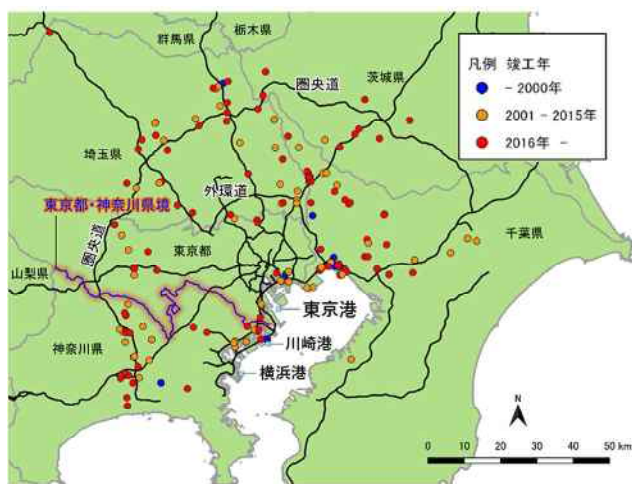 栃木県
群馬県
圏央道
茨城県
凡例 竣工年
- 2000年
2001 - 2015年
2016年 -
埼玉県
外環道
東京都・神奈川県境
圏央道
東京都
千葉県
山梨県
東京港
神奈川県
川崎港
横浜港
N
0 10 20 30 40 50 km